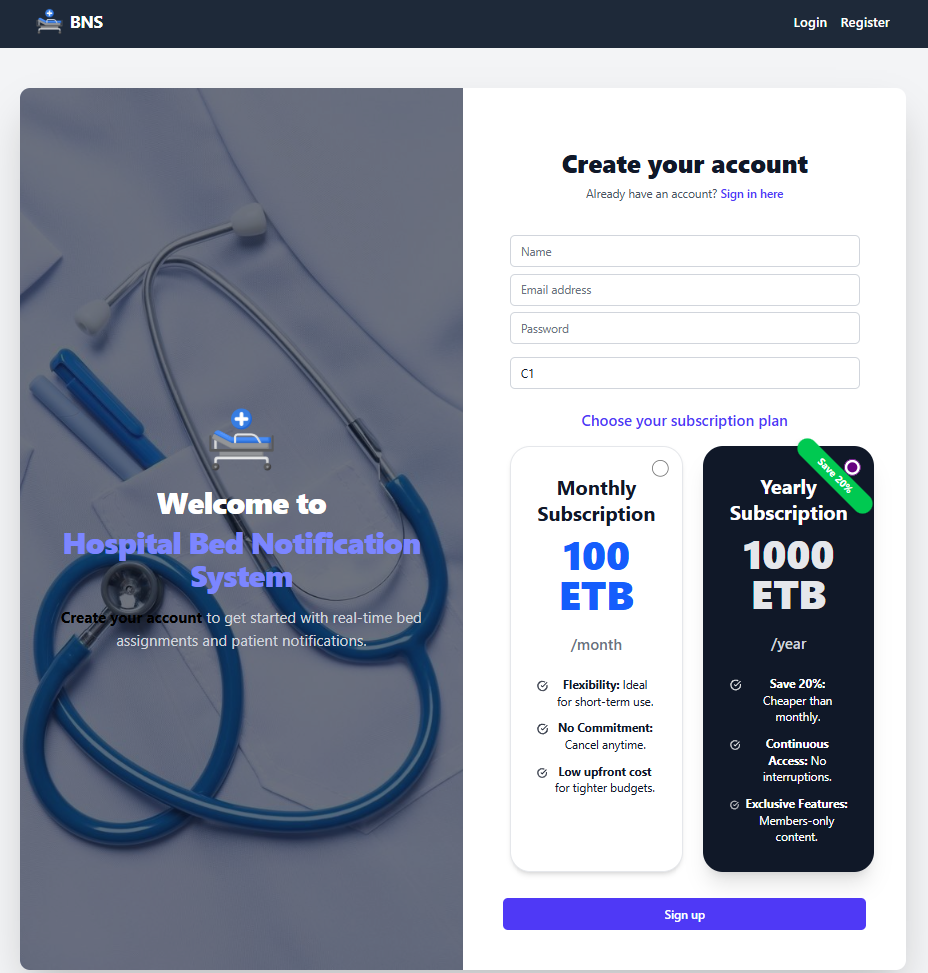 BNS
Login
Register
Welcome to
Hospital Bed Notification
System
Create your account to get started with real-time bed
assignments and patient notifications.
Create your account
Already have an account? Sign in here
Name
Email address
Password
C1
Choose your subscription plan
Monthly
Subscription
100
ETB
/month
Flexibility: Ideal
for short-term use.
No Commitment:
Cancel anytime.
Low upfront cost
for tighter budgets.
Save 20%
Yearly
Subscription
1000
ETB
/year
Save 20%:
Cheaper than
monthly.
Continuous
Access: No
interruptions.
Exclusive Features:
Members-only
content.
Sign up